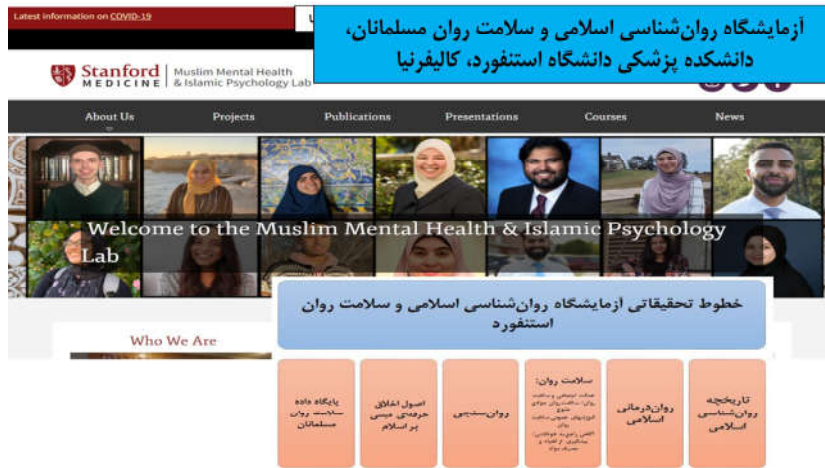 Latest information on COVID-19
آزمایشگاه روان‌شناسی اسلامی و سلامت روان مسلمانان،
دانشکده پزشکی دانشگاه استنفورد، کالیفرنیا
Stanford MEDICINE
Muslim Mental Health
& Islamic Psychology Lab
About Us Projects Publications Presentations Courses News
Welcome to the Muslim Mental Health & Islamic Psychology
Lab
Who We Are
خطوط تحقیقاتی آزمایشگاه روان‌شناسی اسلامی و سلامت روان
استنفورد
تاریخچه
روان‌شناسی
اسلامی
روان‌درمانی
اسلامی
سلامت روان:
روان‌سنجی
اصول اخلاق
حرفه‌ی مبتنی
بر اسلام
پایگاه داده
سلامت روان
مسلمانان